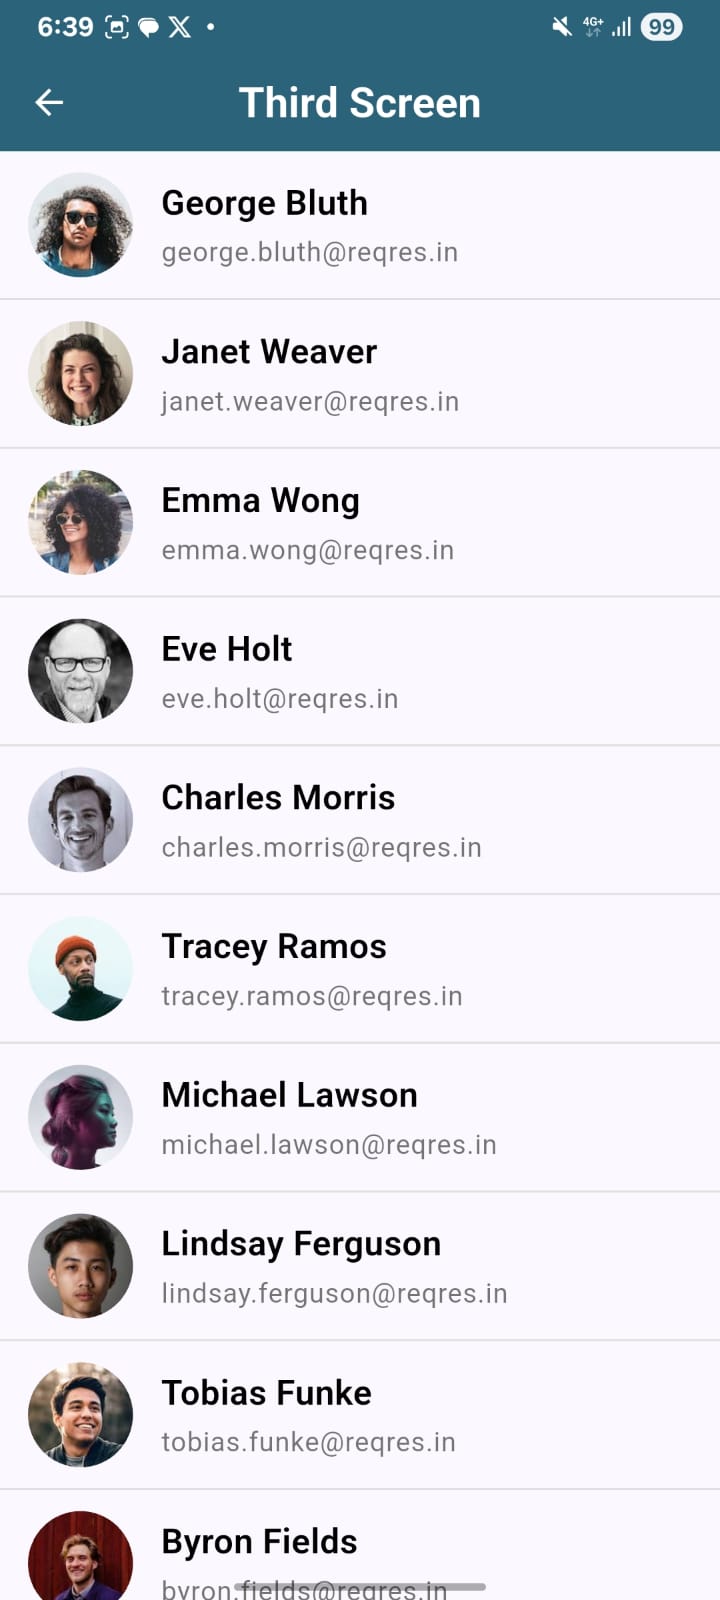 6:39 4G+ 99
Third Screen
George Bluth
george.bluth@reqres.in
Janet Weaver
janet.weaver@reqres.in
Emma Wong
emma.wong@reqres.in
Eve Holt
eve.holt@reqres.in
Charles Morris
charles.morris@reqres.in
Tracey Ramos
tracey.ramos@reqres.in
Michael Lawson
michael.lawson@reqres.in
Lindsay Ferguson
lindsay.ferguson@reqres.in
Tobias Funke
tobias.funke@reqres.in
Byron Fields
byron.fields@reqres.in